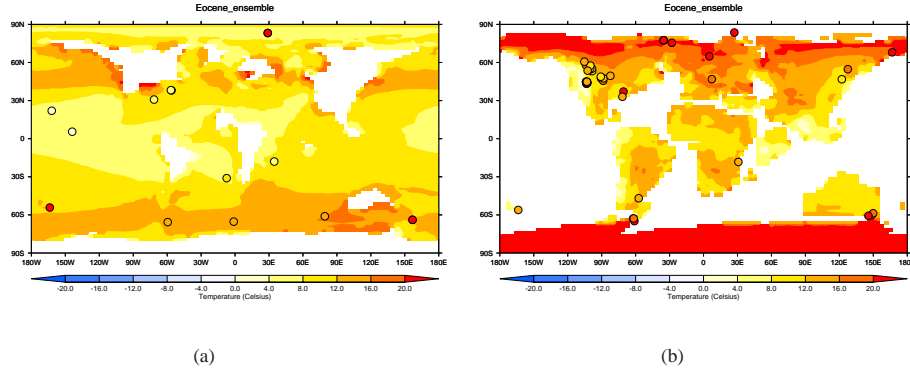 Eocene_ensemble
90N
60N
30N
0
30S
60S
90S
180W 150W 120W 90W 60W 30W 0 30E 60E 90E 120E 150E 180E
-20.0 -16.0 -12.0 -8.0 -4.0 0.0 4.0 8.0 12.0 16.0 20.0
Temperature (Celsius)
(a)
Eocene_ensemble
90N
60N
30N
0
30S
60S
90S
180W 150W 120W 90W 60W 30W 0 30E 60E 90E 120E 150E 180E
-20.0 -16.0 -12.0 -8.0 -4.0 0.0 4.0 8.0 12.0 16.0 20.0
Temperature (Celsius)
(b)